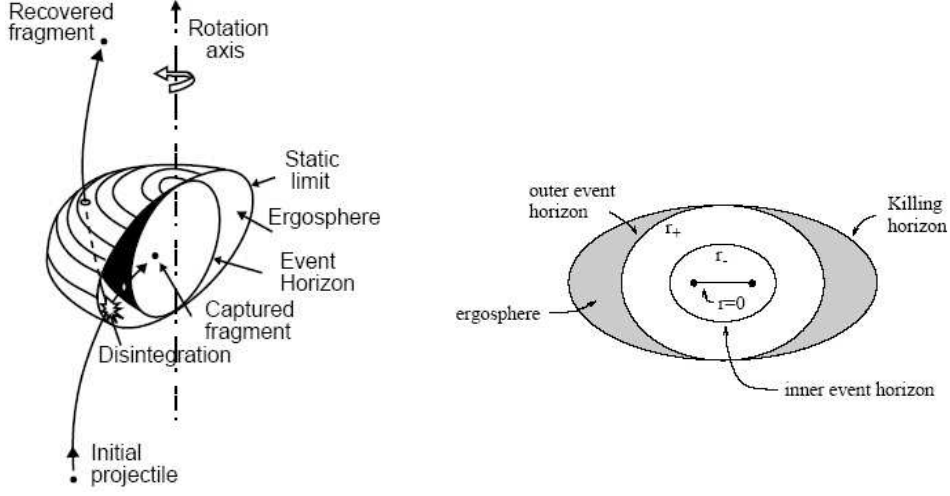 Recovered
fragment
Rotation
axis
Static
limit
Ergosphere
Event
Horizon
Captured
fragment
Disintegration
Initial
projectile
outer event
horizon
Killing
horizon
r+
r-
r=0
ergosphere
inner event horizon